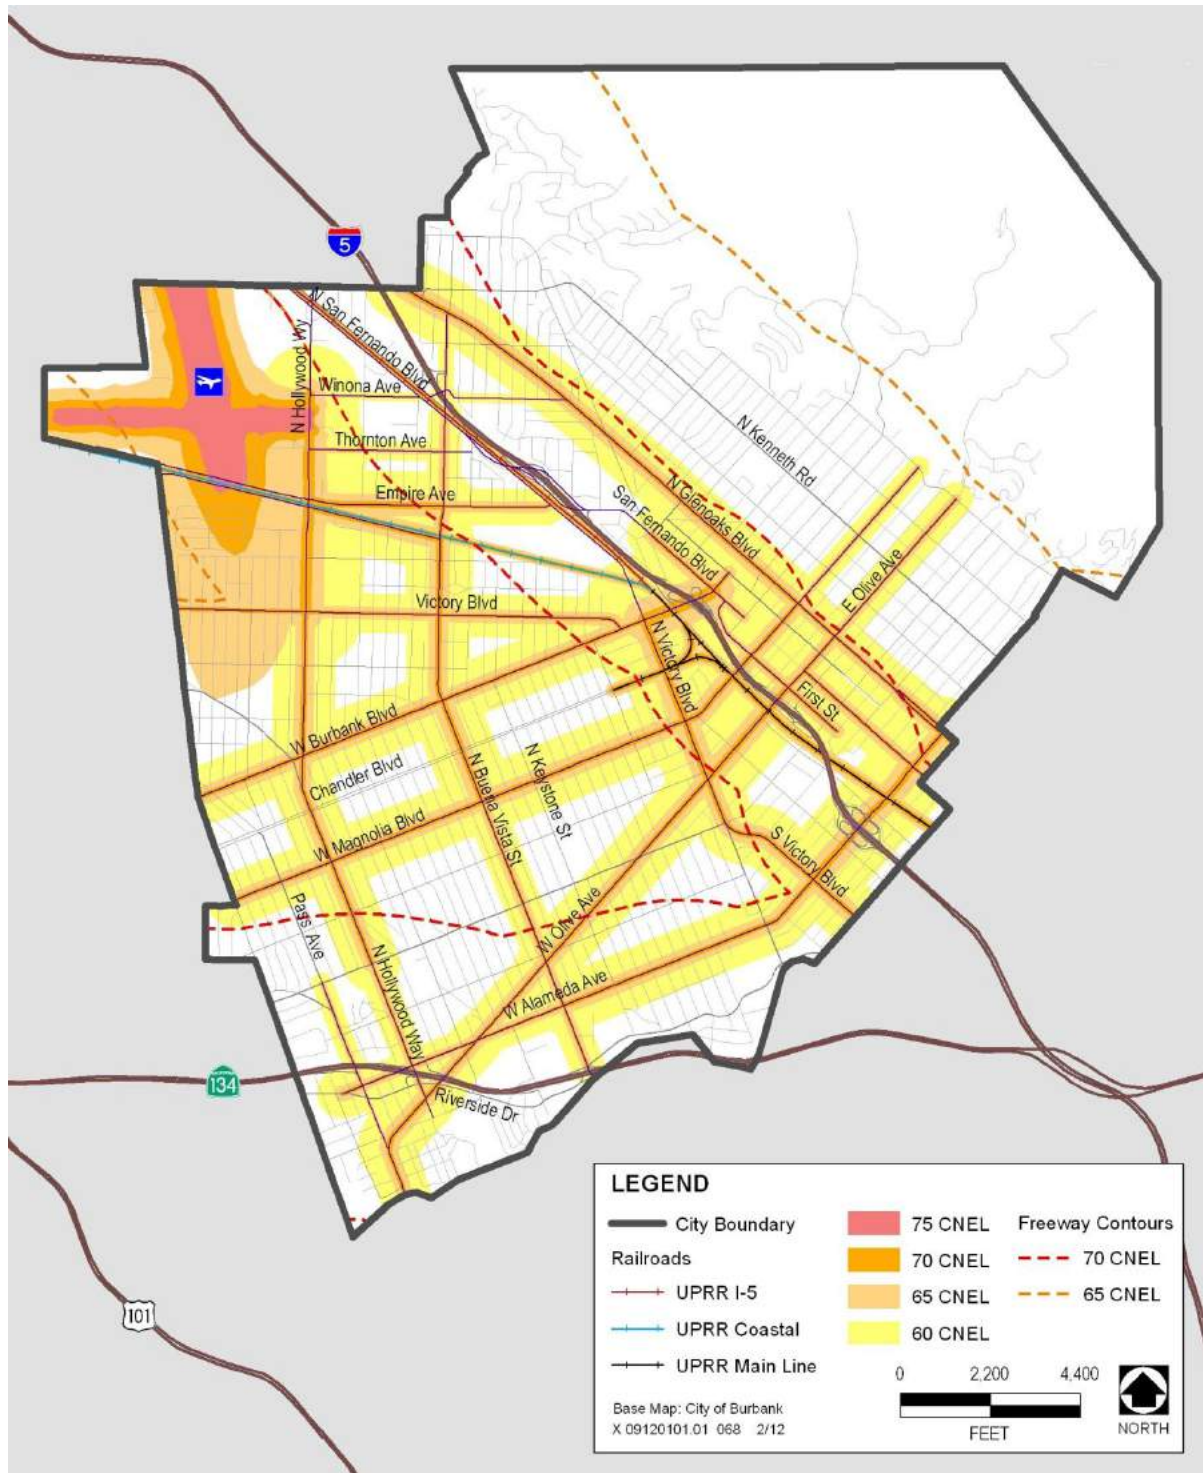 5
N San Fernando Blvd
N Hollywood Wy
Winona Ave
Thornton Ave
Empire Ave
N Kenneth Rd
N Glenoaks Blvd
San Fernando Blvd
E Olive Ave
Victory Blvd
N Victory Blvd
First St
W Burbank Blvd
Chandler Blvd
N Keystone St
N Buena Vista St
W Magnolia Blvd
S Victory Blvd
Pass Ave
W Olive Ave
N Hollywood Way
W Alameda Ave
134
Riverside Dr
101
LEGEND
City Boundary
Railroads
UPRR I-5
UPRR Coastal
UPRR Main Line
75 CNEL
70 CNEL
65 CNEL
60 CNEL
Freeway Contours
70 CNEL
65 CNEL
0 2,200 4,400
FEET
NORTH
Base Map: City of Burbank
X 09120101.01 068 2/12